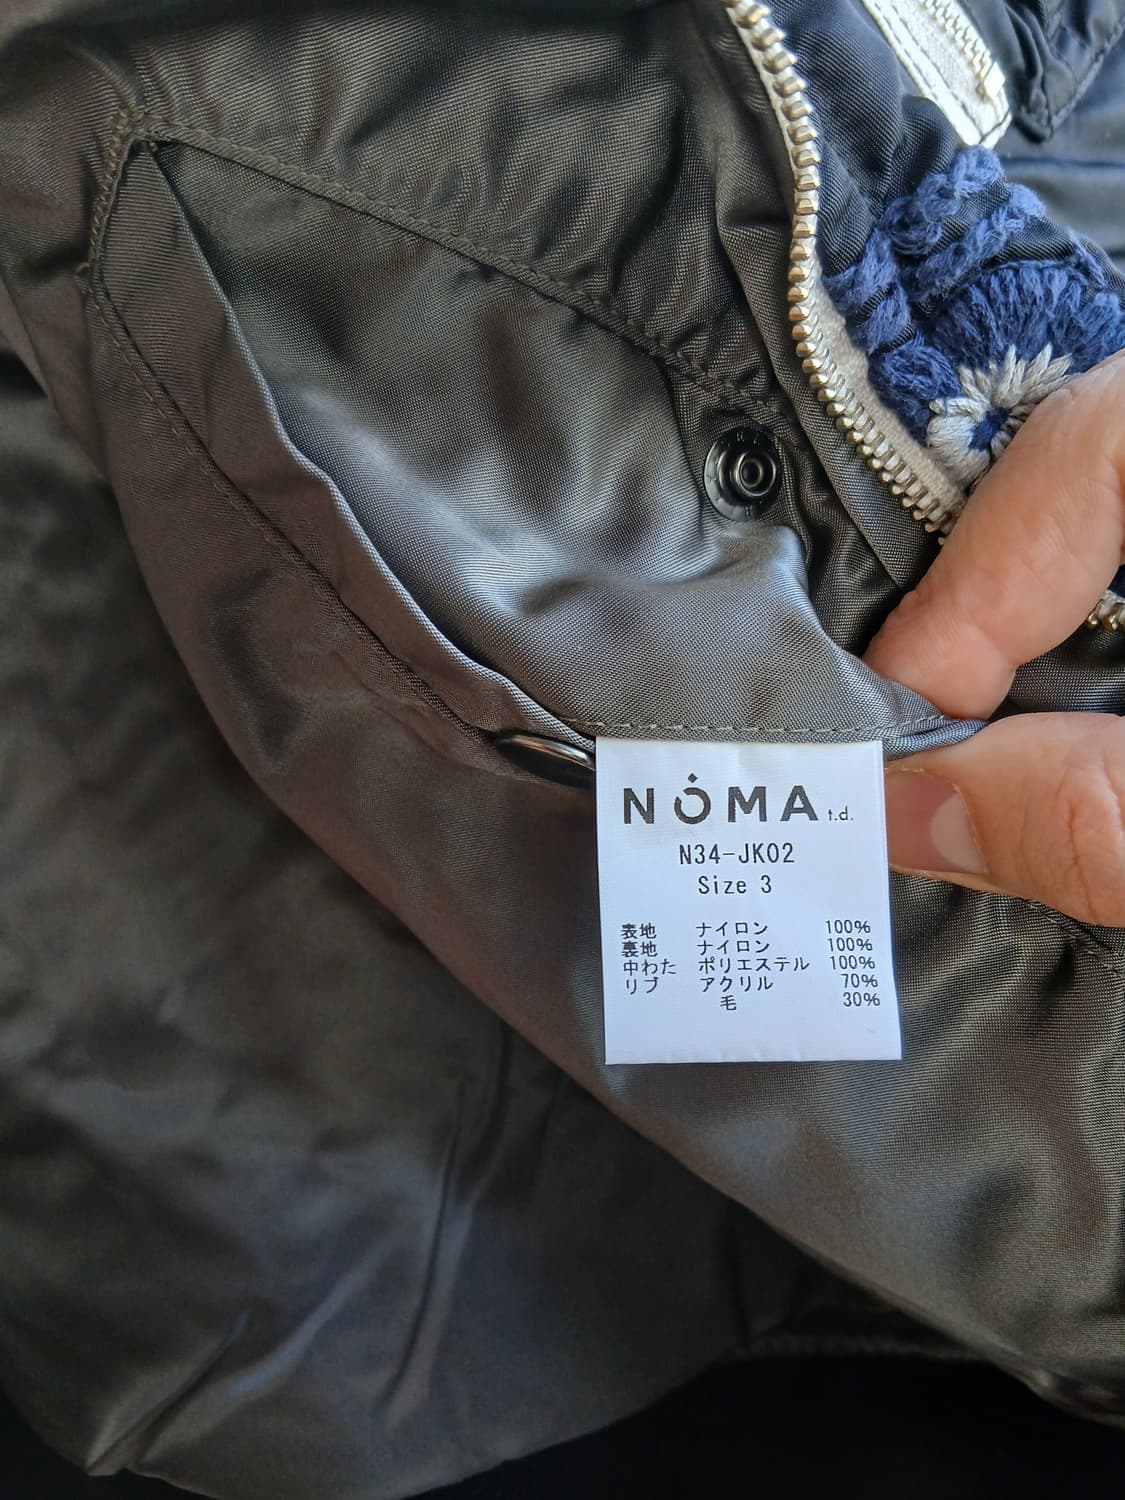 NOMA t.d.
N34-JK02
Size 3
表地 ナイロン 100%
裏地 ナイロン 100%
中わた ポリエステル 100%
リブ アクリル 70%
毛 30%